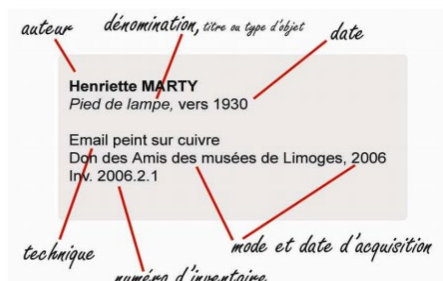 auteur dénomination, titre ou type d'objet date
Henriette MARTY
Pied de lampe, vers 1930
Email peint sur cuivre
Don des Amis des musées de Limoges, 2006
Inv. 2006.2.1
technique mode et date d'acquisition
numéro d'inventaire